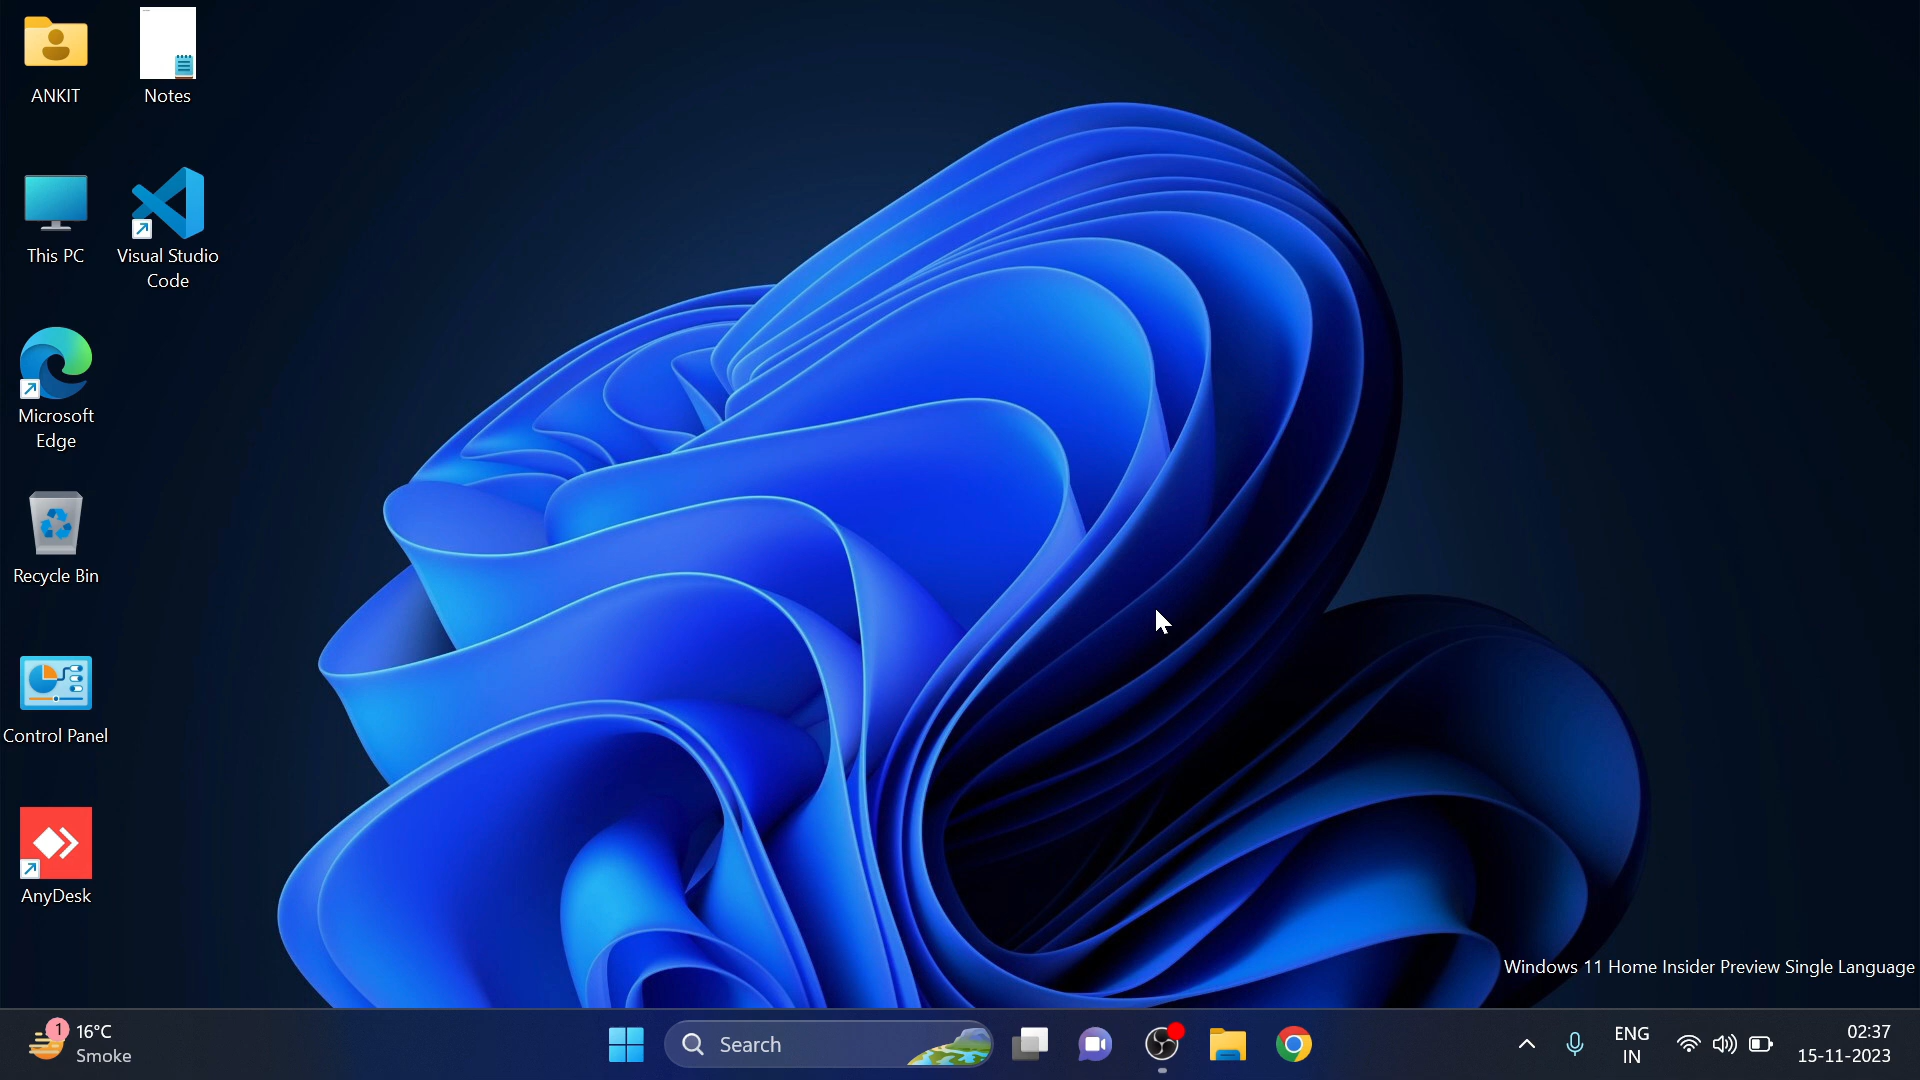 ANKIT
Notes
This PC
Visual Studio
Code
Microsoft
Edge
Recycle Bin
Control Panel
AnyDesk
Windows 11 Home Insider Preview Single Language
1
16°C
Smoke
Search
ENG
IN
02:37
15-11-2023